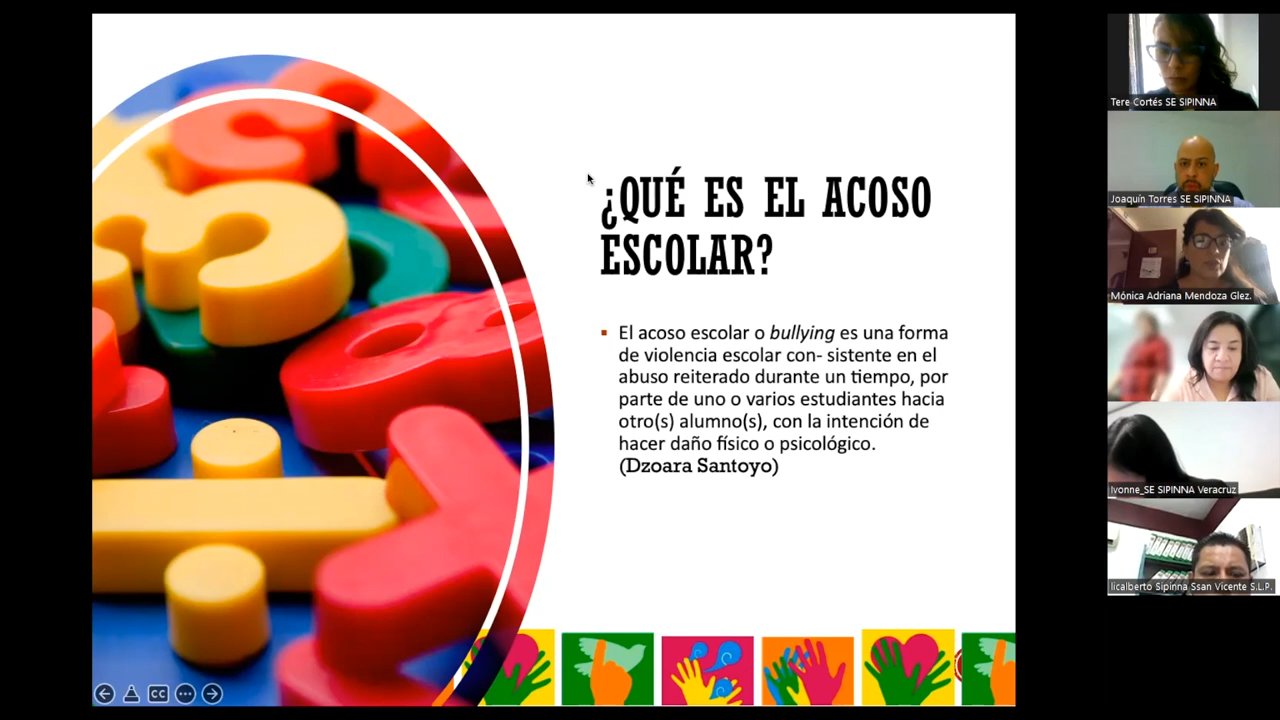 ¿QUÉ ES EL ACOSO
ESCOLAR?
El acoso escolar o bullying es una forma
de violencia escolar con- sistente en el
abuso reiterado durante un tiempo, por
parte de uno o varios estudiantes hacia
otro(s) alumno(s), con la intención de
hacer daño físico o psicológico.
(Dzoara Santoyo)
CC
Tere Cortés SE SIPINNA
Joaquín Torres SE SIPINNA
Mónica Adriana Mendoza Glez.
Ivonne_SE SIPINNA Veracruz
licalberto Sipinna Ssan Vicente S.L.P.